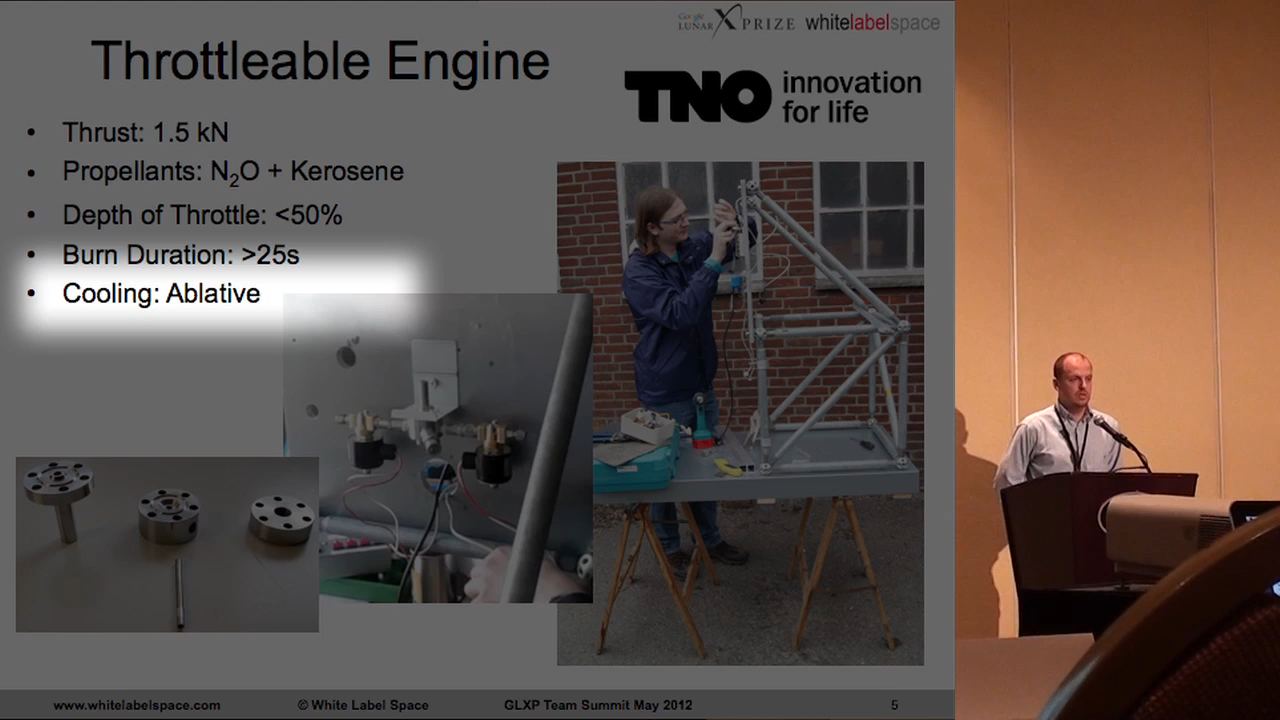 Google LUNAR XPRIZE whitelabelspace
Throttleable Engine
TNO innovation for life
• Thrust: 1.5 kN
• Propellants: N₂O + Kerosene
• Depth of Throttle: <50%
• Burn Duration: >25s
• Cooling: Ablative
www.whitelabelspace.com © White Label Space GLXP Team Summit May 2012 5